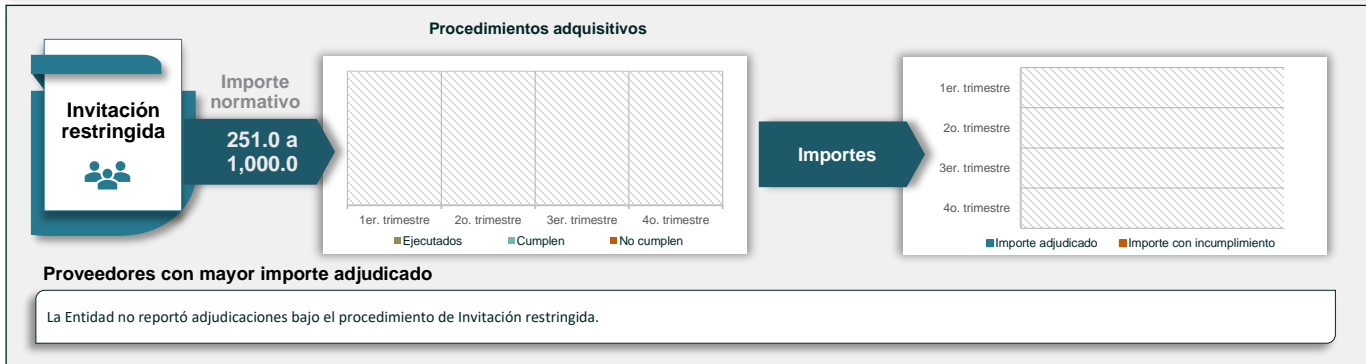 Procedimientos adquisitivos
Invitación
restringida
Importe
normativo
251.0 a
1,000.0
1er. trimestre
2o. trimestre
3er. trimestre
4o. trimestre
Ejecutados
Cumplen
No cumplen
Importes
1er. trimestre
2o. trimestre
3er. trimestre
4o. trimestre
Importe adjudicado
Importe con incumplimiento
Proveedores con mayor importe adjudicado
La Entidad no reportó adjudicaciones bajo el procedimiento de Invitación restringida.